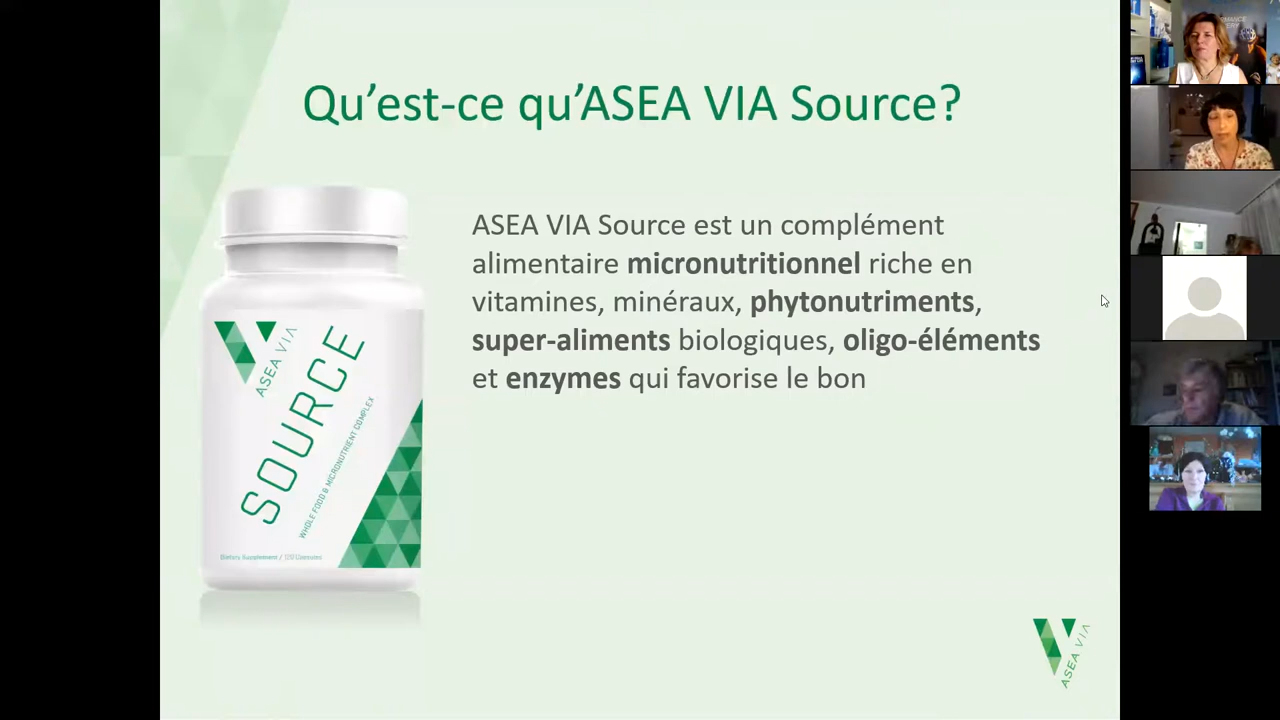 Qu’est-ce qu’ASEA VIA Source?
ASEA VIA Source est un complément
alimentaire micronutritionnel riche en
vitamines, minéraux, phytonutriments,
super-aliments biologiques, oligo-éléments
et enzymes qui favorise le bon
ASEA VIA
SOURCE
WHOLE FOOD & MICRONUTRIENT COMPLEX
Dietary Supplement / 120 Capsules
ASEA VIA